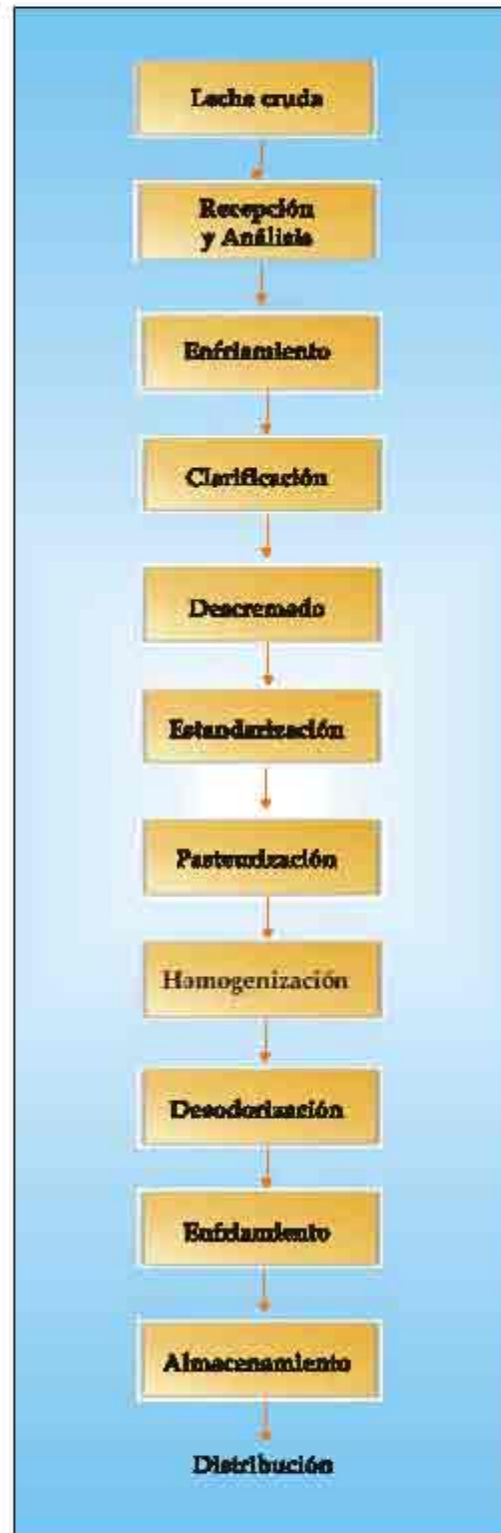 Leche cruda
Recepción
y Análisis
Enfriamiento
Clarificación
Descremado
Estandarización
Pasteurización
Homogenización
Desodorización
Enfriamiento
Almacenamiento
Distribución